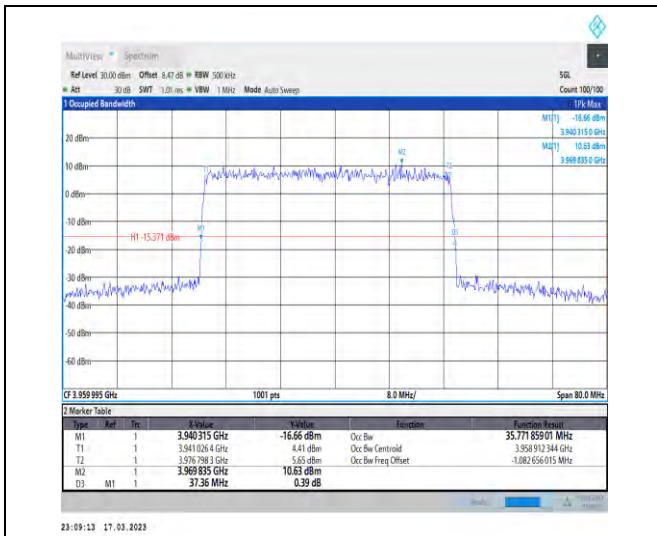 MultiView Spectrum
Ref Level 30.00 dBm Offset 8.47 dB RBW 500 kHz SGL
Att 30 dB SWT 1.01 ms VBW 1 MHz Mode Auto Sweep Count 100/100
1 Occupied Bandwidth 1Pk Max
M1[1] -16.66 dBm
3.940315 0 GHz
M2[1] 10.63 dBm
3.969 835 0 GHz
20 dBm
M2
10 dBm
T1 T2
0 dBm
-10 dBm
M1
H1 -15.371 dBm
D3
-20 dBm
-30 dBm
-40 dBm
-50 dBm
-60 dBm
CF 3.959 995 GHz 1001 pts 8.0 MHz/ Span 80.0 MHz
2 Marker Table
Type Ref Trc X-Value Y-Value Function Function Result
M1 1 3.940315 GHz -16.66 dBm Occ Bw 35.771 859 01 MHz
T1 1 3.941 026 4 GHz 4.41 dBm Occ Bw Centroid 3.958 912 344 GHz
T2 1 3.976 798 3 GHz 5.65 dBm Occ Bw Freq Offset -1.082 656 015 MHz
M2 1 3.969 835 GHz 10.63 dBm
D3 M1 1 37.36 MHz 0.39 dB
23:09:13 17.03.2023